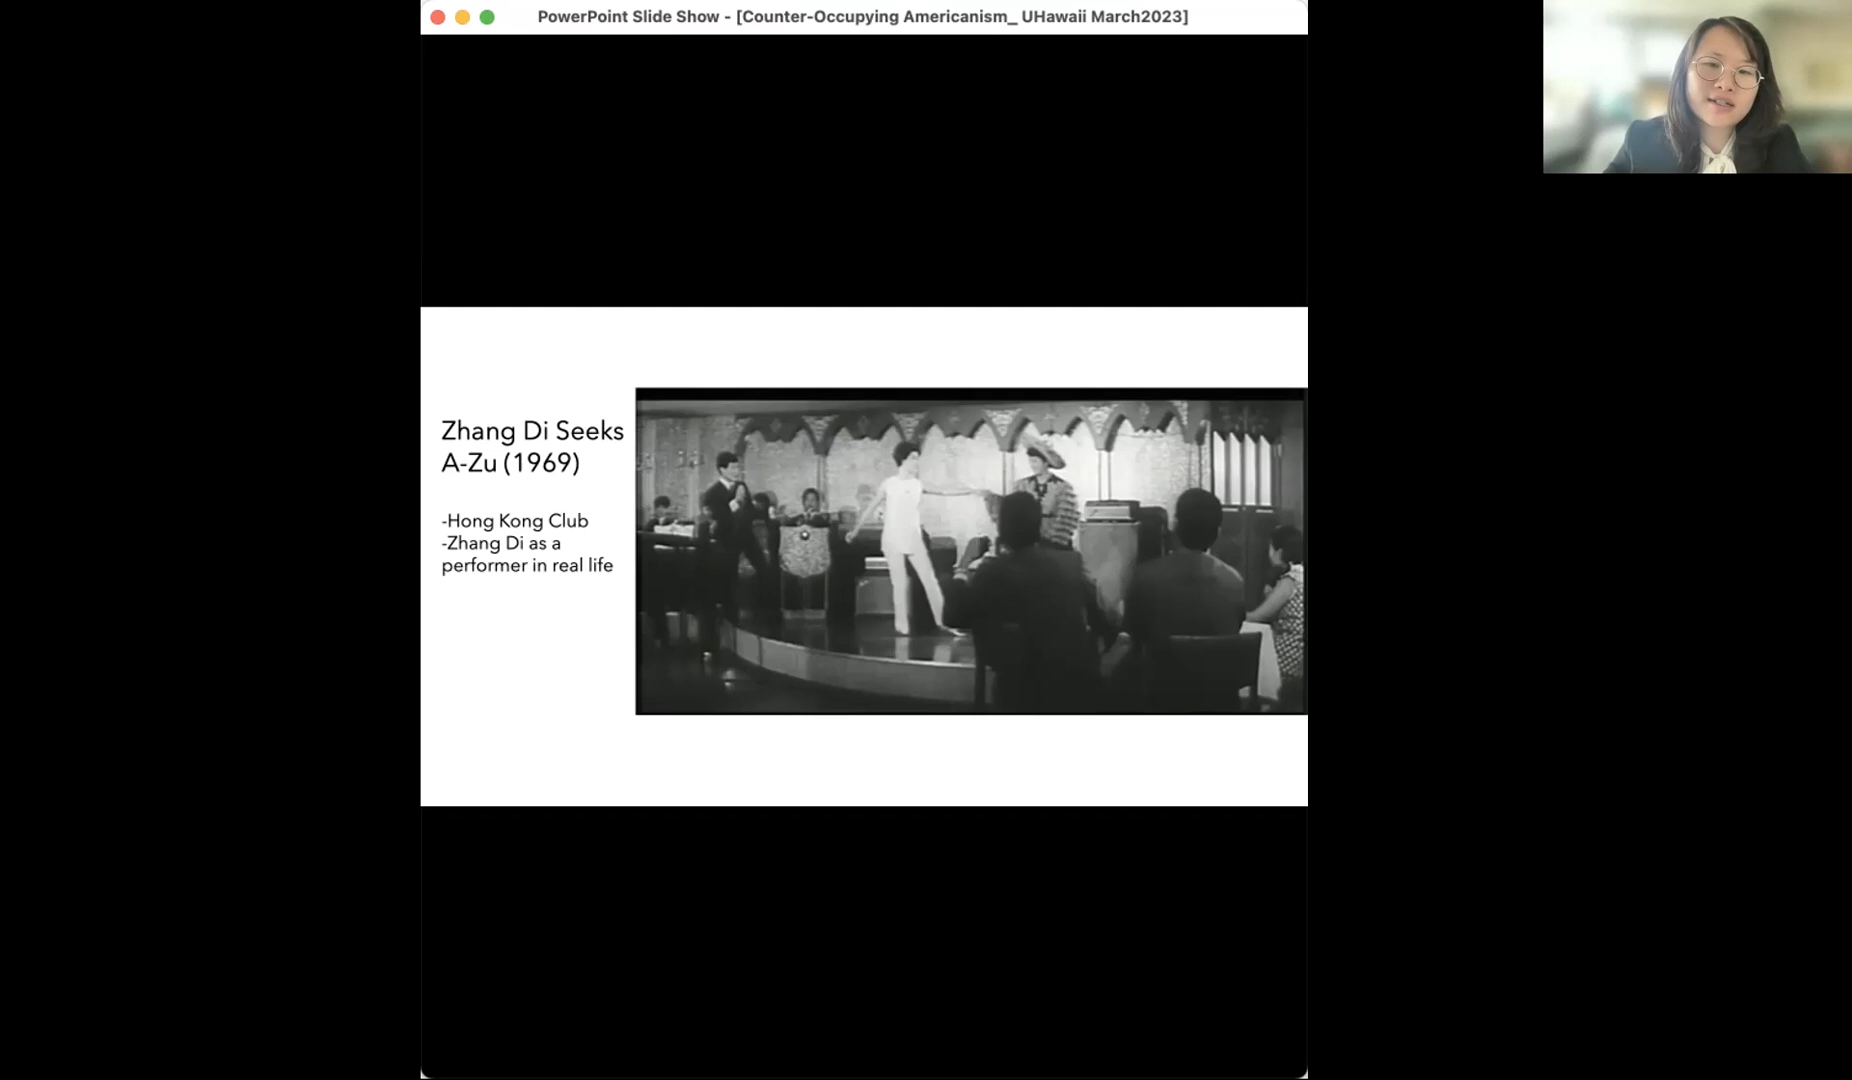 PowerPoint Slide Show - [Counter-Occupying Americanism_ UHawaii March2023]
Zhang Di Seeks
A-Zu (1969)
-Hong Kong Club
-Zhang Di as a
performer in real life